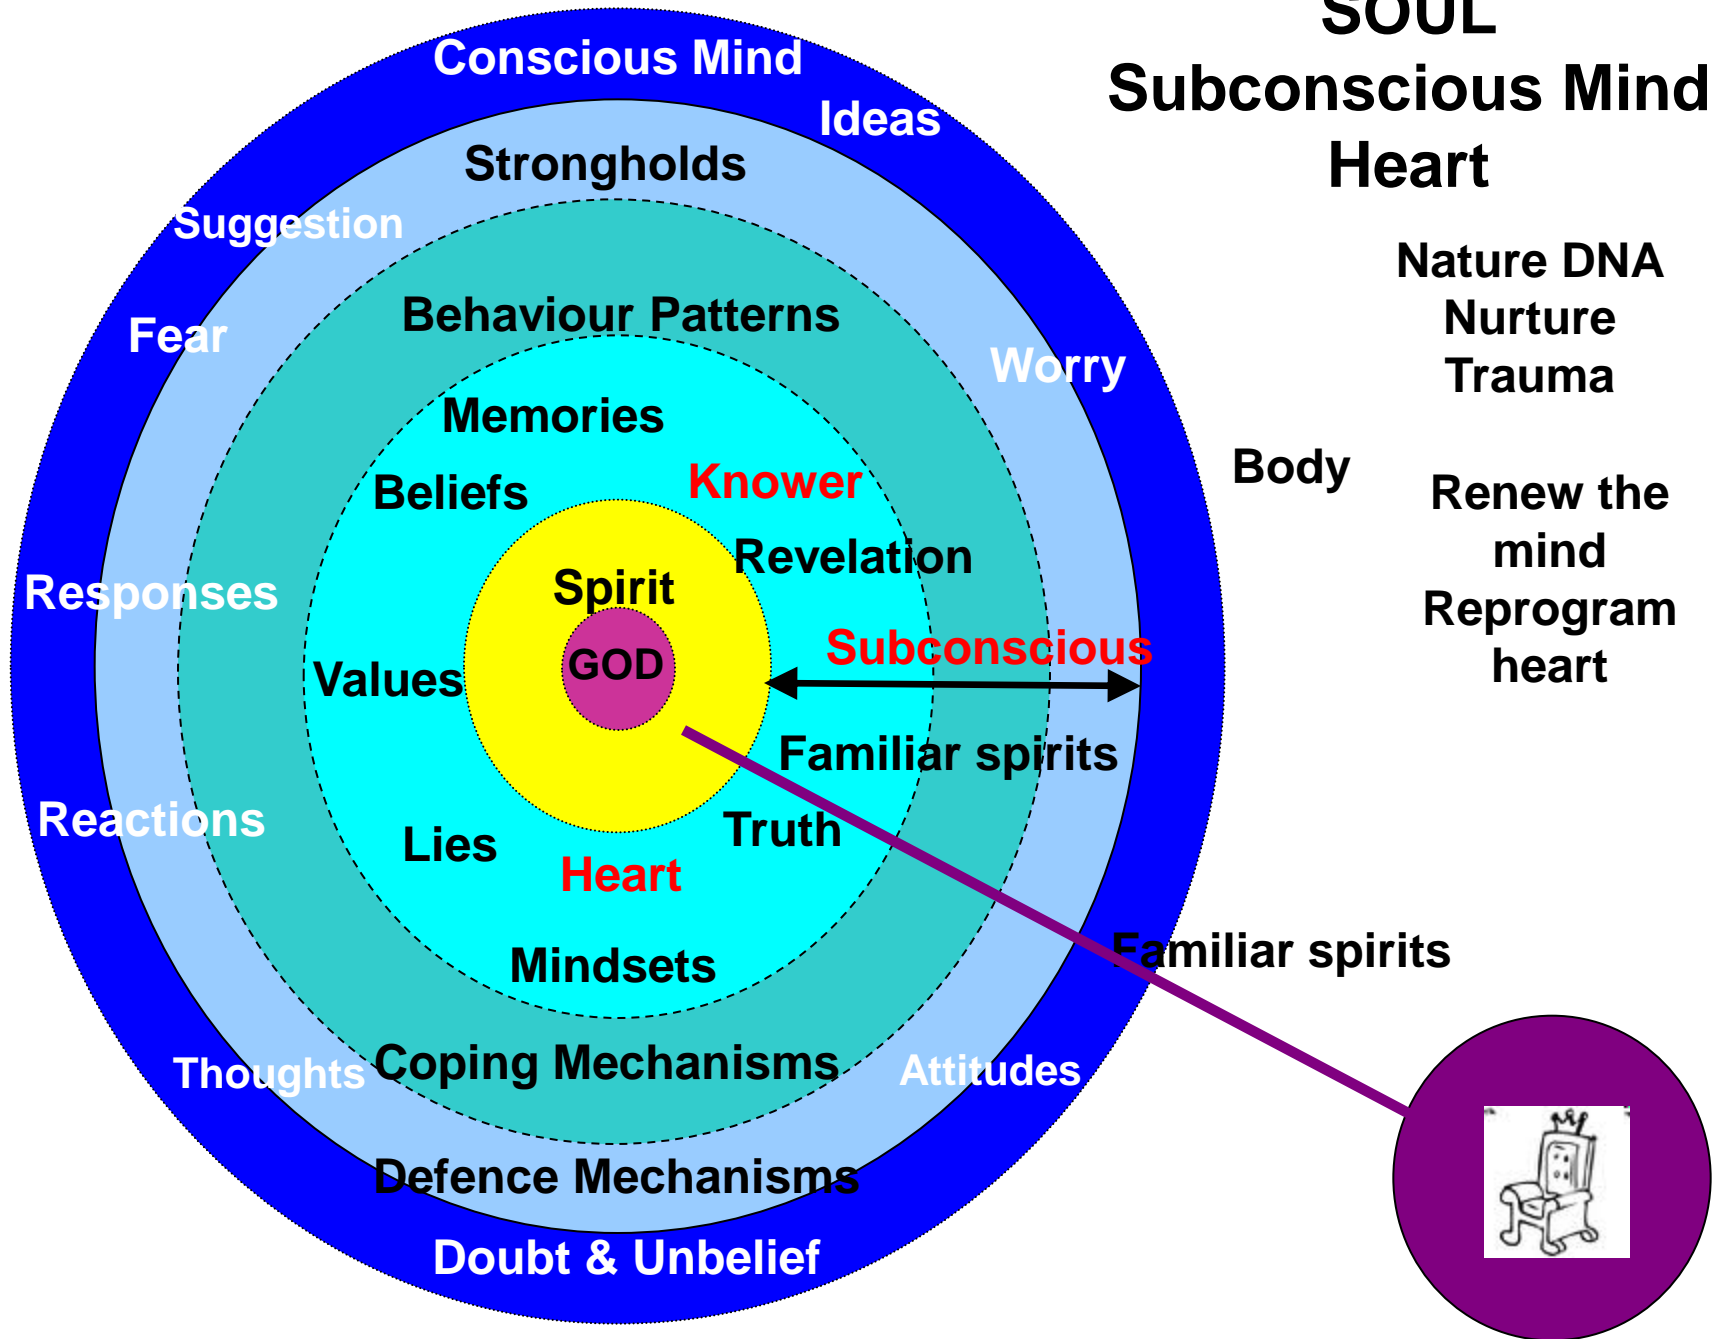 SOUL
Subconscious Mind
Heart
Conscious Mind
Ideas
Strongholds
Suggestion
Nature DNA
Nurture
Trauma
Behaviour Patterns
Fear
Worry
Memories
Knower
Beliefs
Body
Renew the
mind
Reprogram
heart
Revelation
Spirit
Responses
Subconscious
GOD
Values
Familiar spirits
Reactions
Truth
Lies
Heart
Familiar spirits
Mindsets
Coping Mechanisms
Thoughts
Attitudes
Defence Mechanisms
Doubt & Unbelief